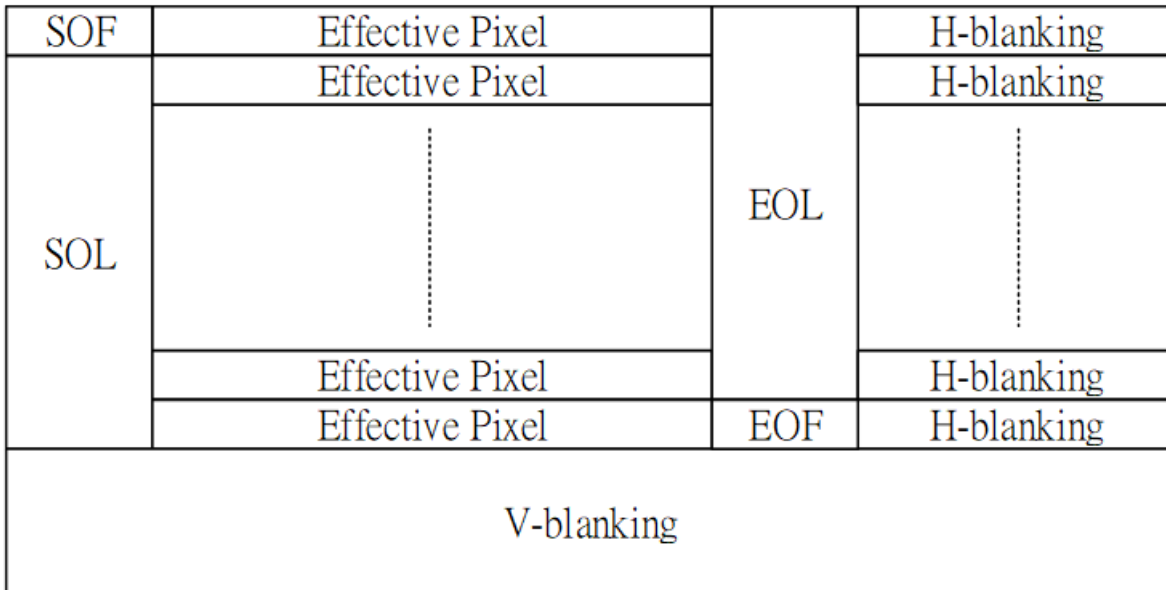 SOF Effective Pixel H-blanking
Effective Pixel H-blanking
EOL
SOL
Effective Pixel H-blanking
Effective Pixel EOF H-blanking
V-blanking